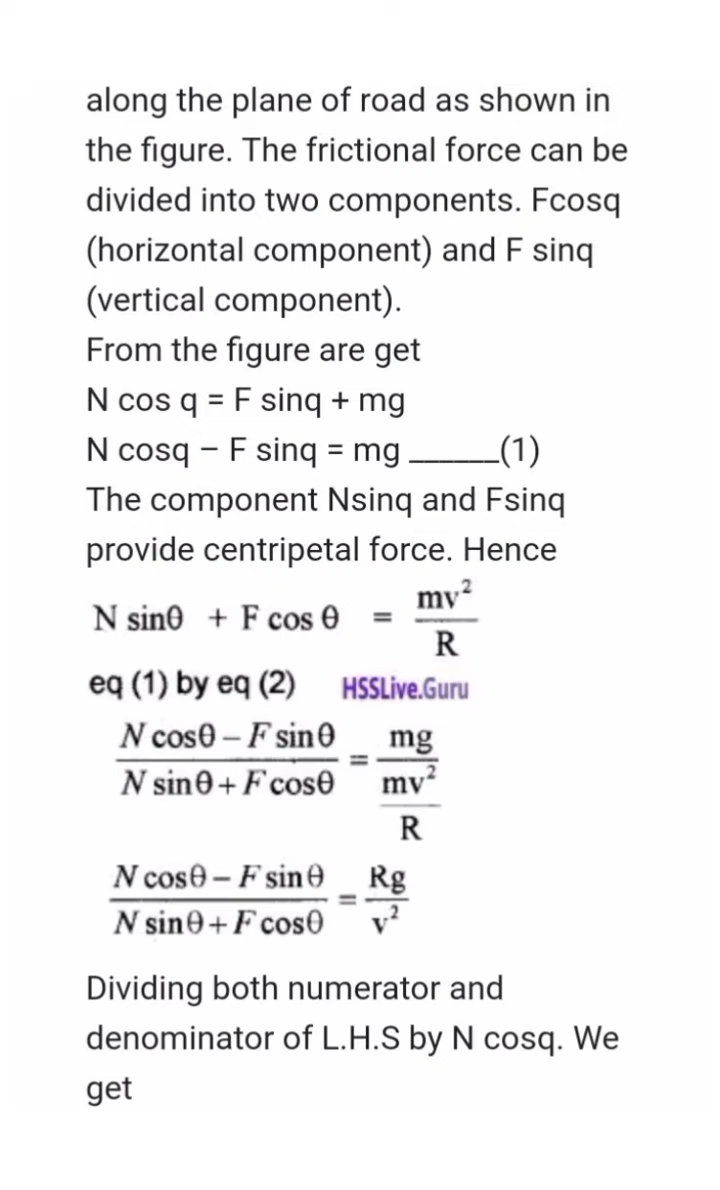 along the plane of road as shown in
the figure. The frictional force can be
divided into two components. Fcosq
(horizontal component) and F sinq
(vertical component).
From the figure are get
N cos q = F sinq + mg
N cosq – F sinq = mg ______(1)
The component Nsinq and Fsinq
provide centripetal force. Hence
N sinθ + F cos θ = mv²/R
eq (1) by eq (2) HSSLive.Guru
N cosθ – F sinθ / N sinθ + F cosθ = mg / mv²/R
N cosθ – F sinθ / N sinθ + F cosθ = Rg / v²
Dividing both numerator and
denominator of L.H.S by N cosq. We
get